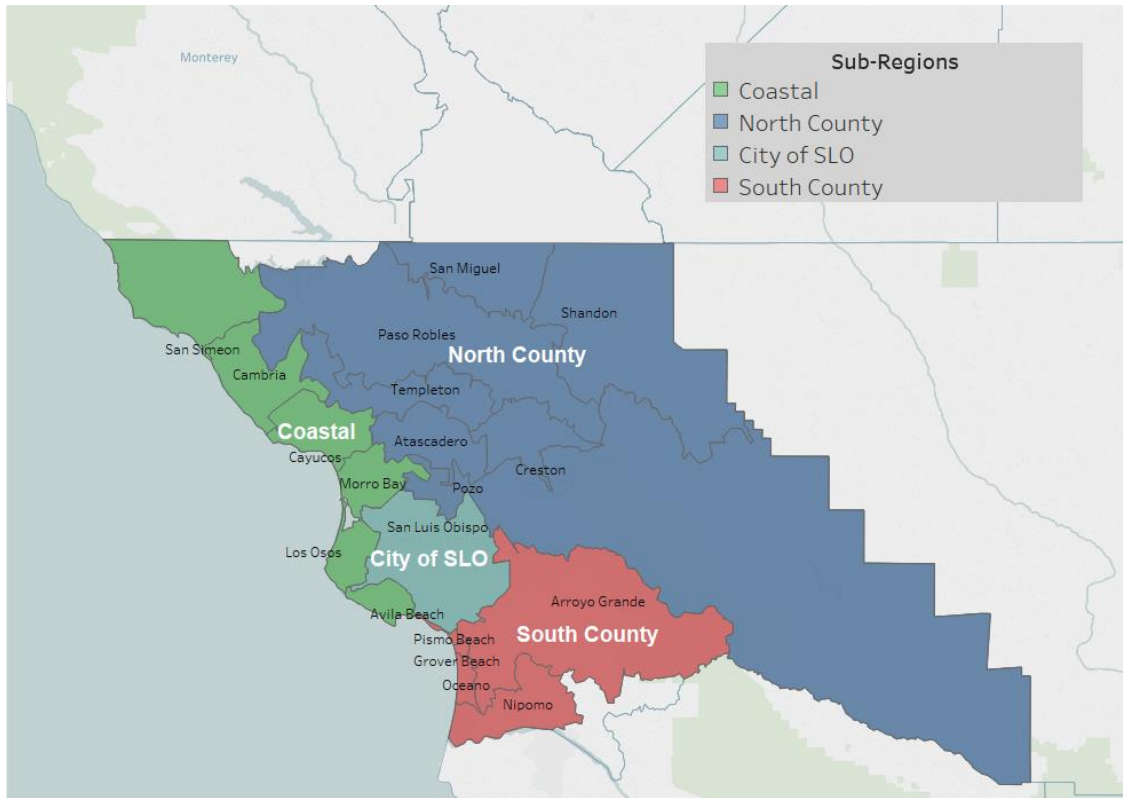 Monterey
Sub-Regions
Coastal
North County
City of SLO
South County
San Miguel
Shandon
Paso Robles
San Simeon
North County
Cambria
Templeton
Coastal
Atascadero
Cayucos
Creston
Morro Bay
Pozo
San Luis Obispo
Los Osos
City of SLO
Arroyo Grande
Avila Beach
South County
Pismo Beach
Grover Beach
Oceano
Nipomo